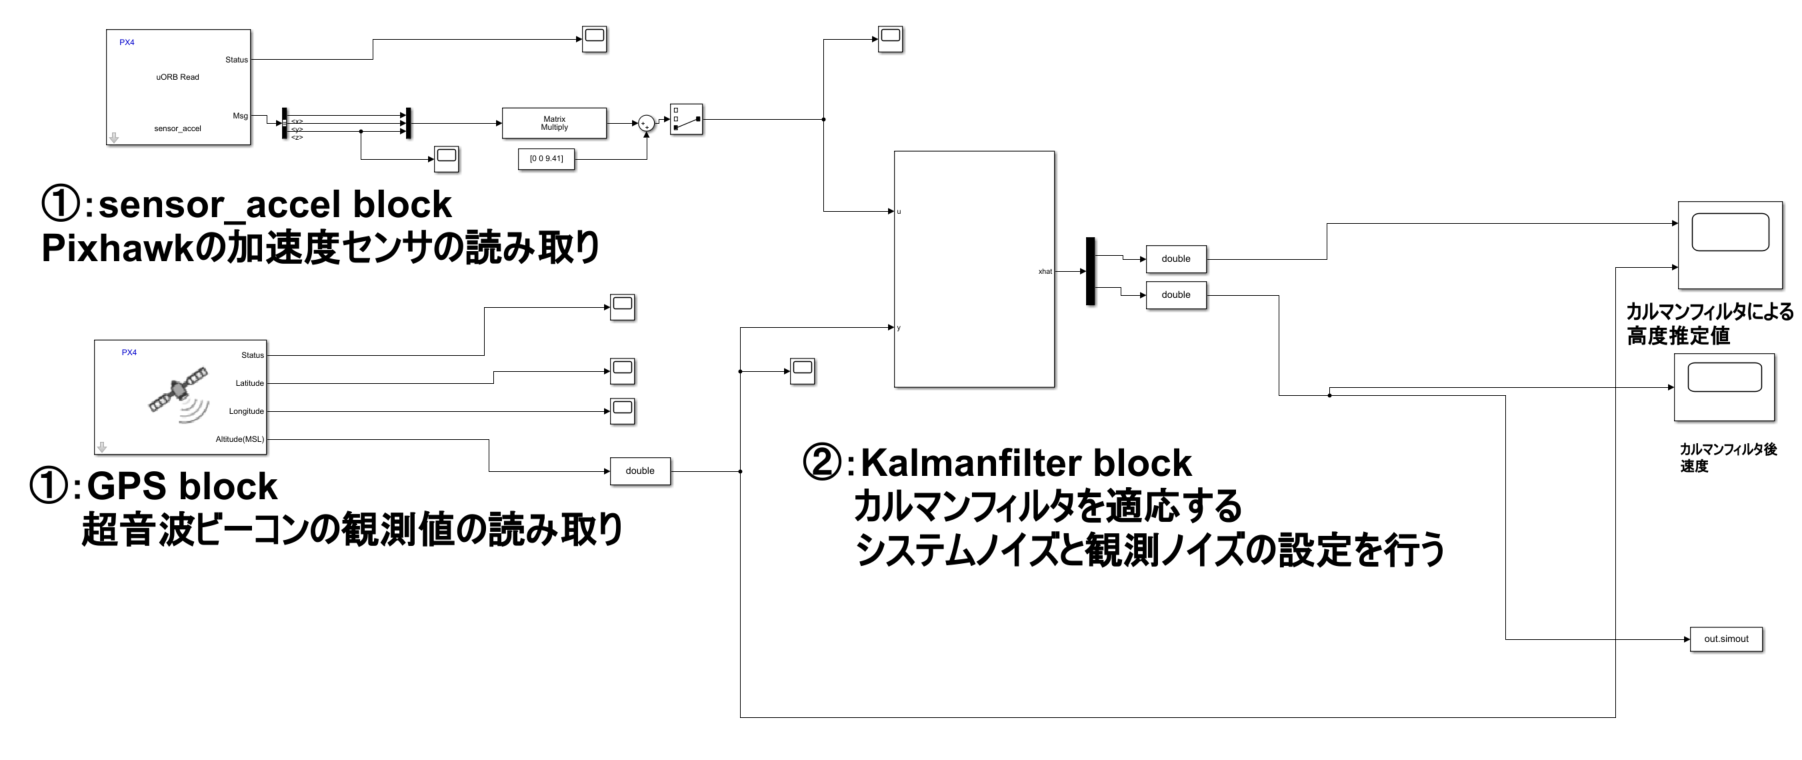 PX4
Status
uORB Read
Msg
sensor_accel
<x>
<y>
<z>
Matrix
Multiply
[0 0 9.41]
①:sensor_accel block
Pixhawkの加速度センサの読み取り
PX4
Status
Latitude
Longitude
Altitude(MSL)
double
①:GPS block
超音波ビーコンの観測値の読み取り
u
y
xhat
double
double
②:Kalmanfilter block
カルマンフィルタを適応する
システムノイズと観測ノイズの設定を行う
カルマンフィルタによる
高度推定値
カルマンフィルタ後
速度
out.simout